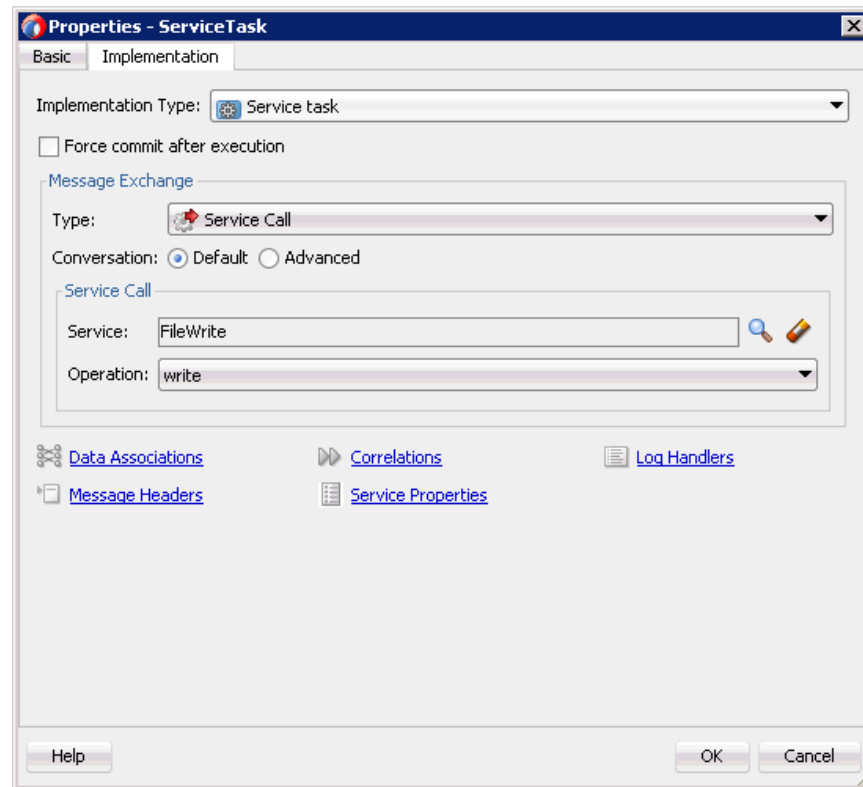 Properties - ServiceTask
Basic Implementation
Implementation Type: Service task
Force commit after execution
Message Exchange
Type: Service Call
Conversation: Default Advanced
Service Call
Service: FileWrite
Operation: write
Data Associations Correlations Log Handlers
Message Headers Service Properties
Help OK Cancel